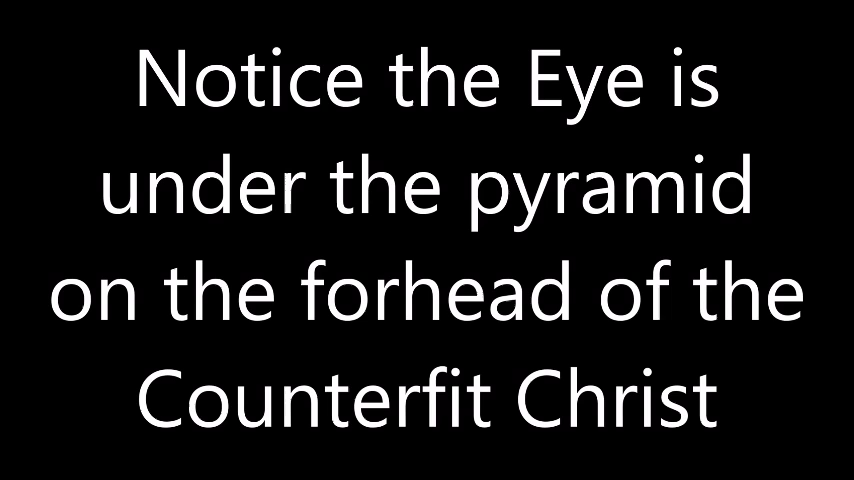 Notice the Eye is
under the pyramid
on the forhead of the
Counterfit Christ